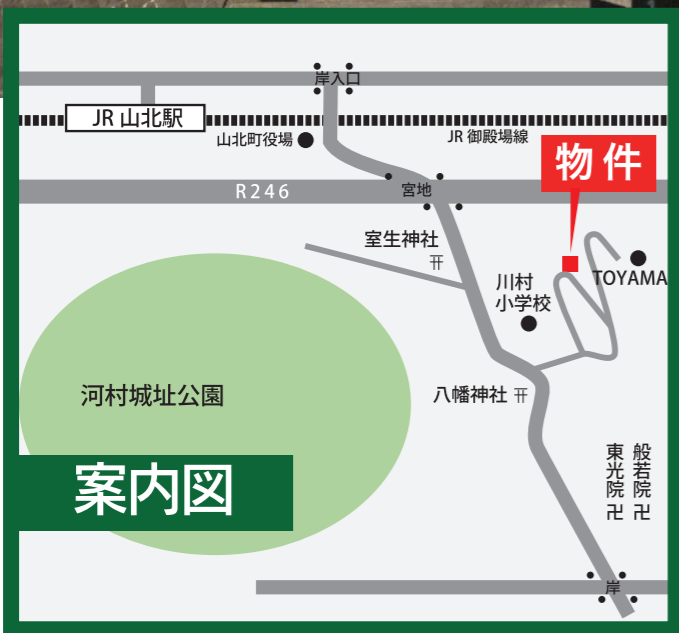 岸入口
JR 山北駅
山北町役場
JR 御殿場線
物件
R246
宮地
室生神社
川村
小学校
TOYAMA
河村城址公園
八幡神社
案内図
般若院
東光院
岸